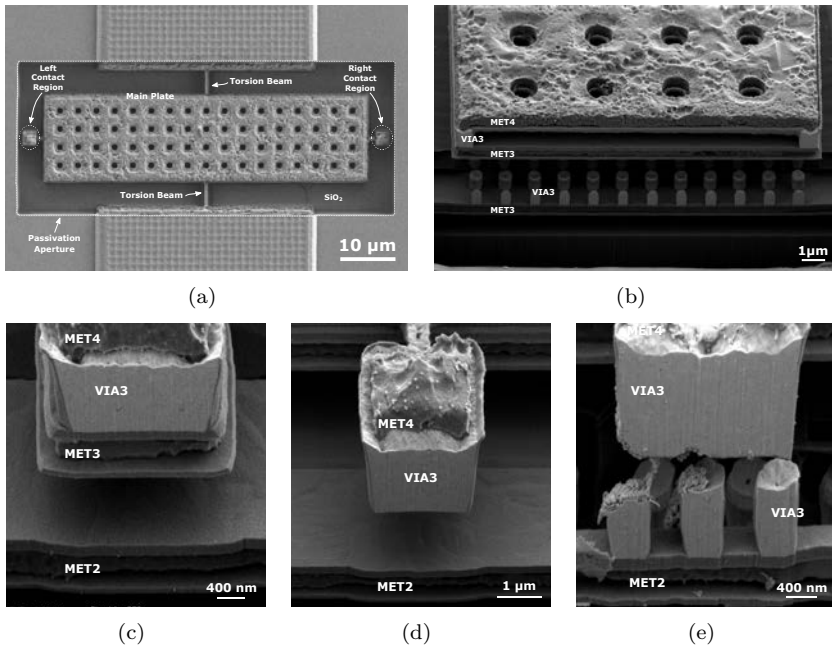 Left
Contact
Region
Right
Contact
Region
Torsion Beam
Main Plate
Torsion Beam
SiO₂
Passivation
Aperture
10 µm
(a)
MET4
VIA3
MET3
VIA3
MET3
1µm
(b)
MET4
VIA3
MET3
MET2
400 nm
(c)
MET4
VIA3
MET2
1 µm
(d)
MET4
VIA3
VIA3
MET2
400 nm
(e)